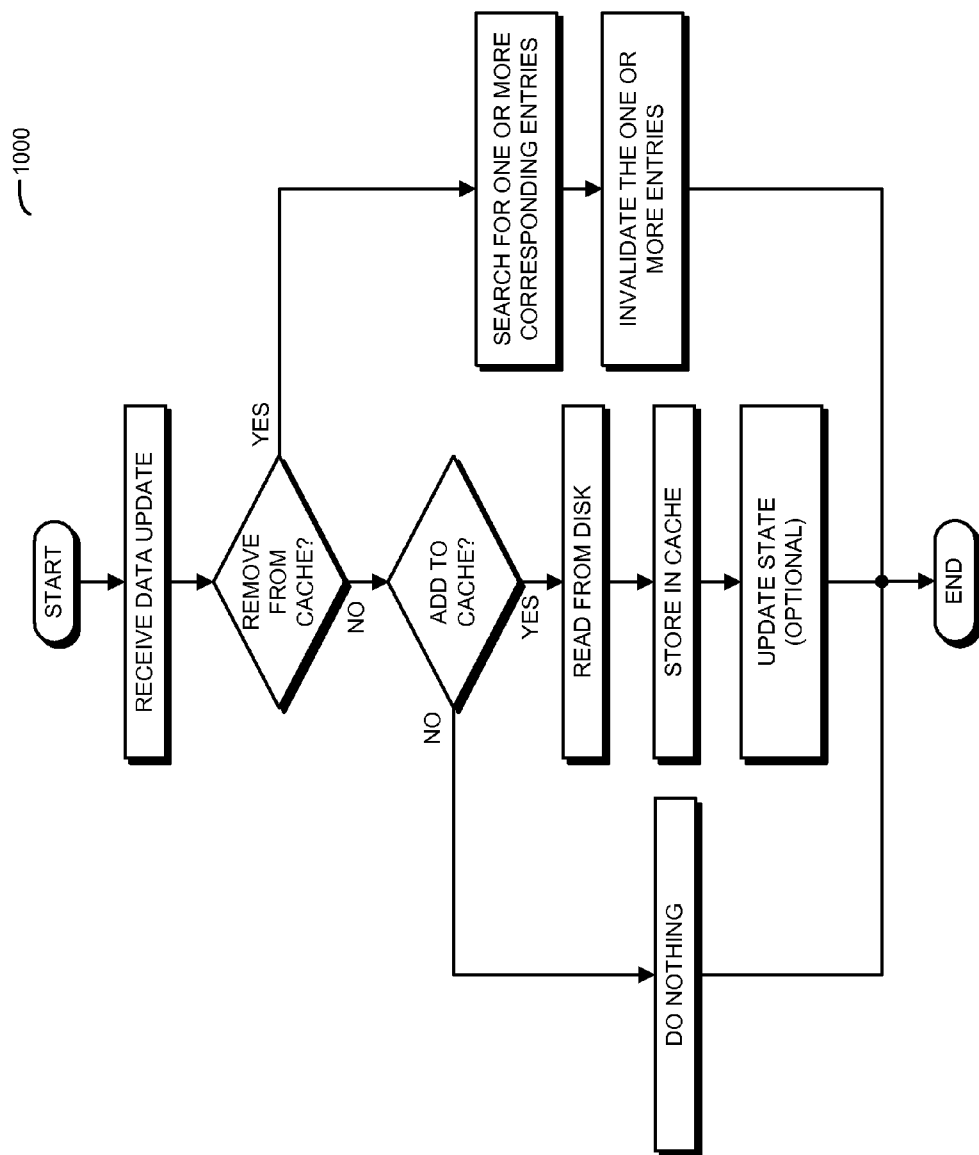 1000
START
RECEIVE DATA UPDATE
REMOVE
FROM
CACHE?
YES
NO
ADD TO
CACHE?
NO
YES
READ FROM DISK
STORE IN CACHE
UPDATE STATE
(OPTIONAL)
DO NOTHING
SEARCH FOR ONE OR MORE
CORRESPONDING ENTRIES
INVALIDATE THE ONE OR
MORE ENTRIES
END